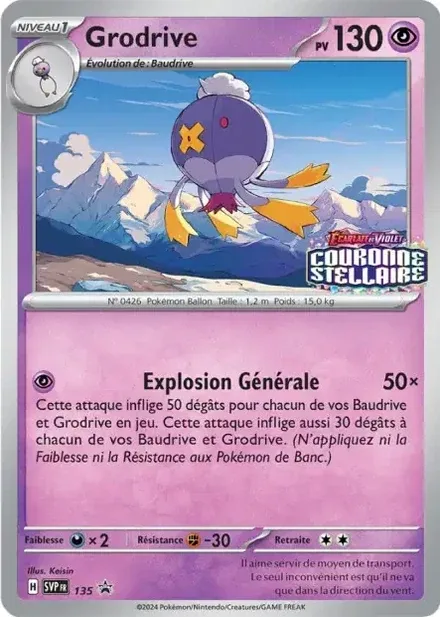 NIVEAU 1
Grodrive
PV 130
Évolution de : Baudrive
ÉCARLATE ET VIOLET
COURONNE
STELLAIRE
N° 0426 Pokémon Ballon Taille : 1,2 m Poids : 15,0 kg
Explosion Générale 50×
Cette attaque inflige 50 dégâts pour chacun de vos Baudrive
et Grodrive en jeu. Cette attaque inflige aussi 30 dégâts à
chacun de vos Baudrive et Grodrive. (N'appliquez ni la
Faiblesse ni la Résistance aux Pokémon de Banc.)
Faiblesse × 2 Résistance -30 Retraite
Illus. Keisin
H SVP FR 135
Il aime servir de moyen de transport.
Le seul inconvénient est qu'il ne va
que dans la direction du vent.
©2024 Pokémon/Nintendo/Creatures/GAME FREAK